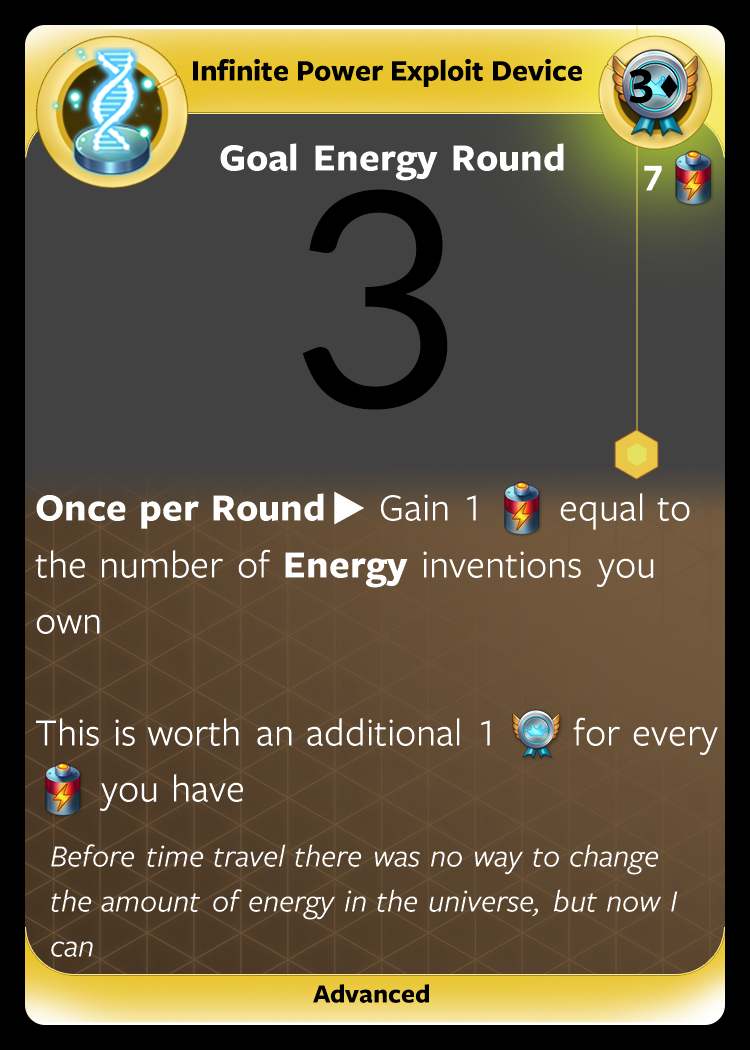 Infinite Power Exploit Device
3♦
Goal Energy Round
7
3
Once per Round▶ Gain 1 equal to
the number of Energy inventions you
own
This is worth an additional 1 for every
you have
Before time travel there was no way to change
the amount of energy in the universe, but now I
can
Advanced